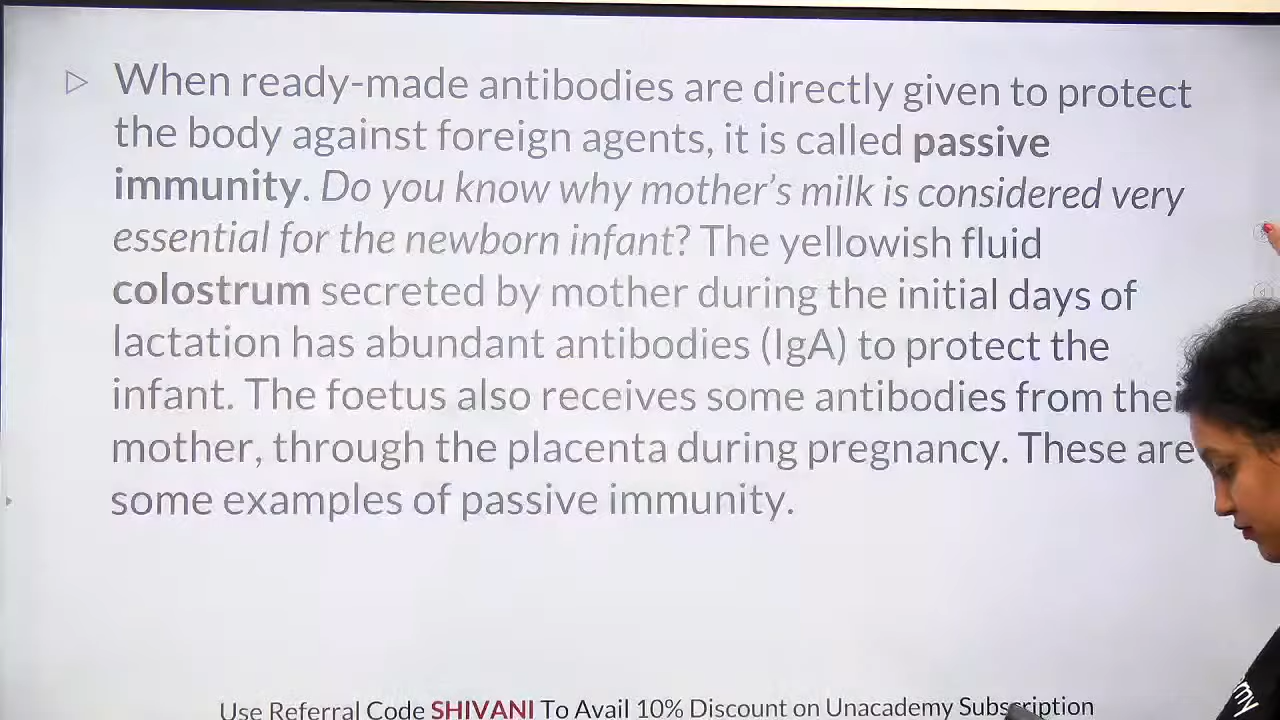 When ready-made antibodies are directly given to protect
the body against foreign agents, it is called passive
immunity. Do you know why mother's milk is considered very
essential for the newborn infant? The yellowish fluid
colostrum secreted by mother during the initial days of
lactation has abundant antibodies (IgA) to protect the
infant. The foetus also receives some antibodies from their
mother, through the placenta during pregnancy. These are
some examples of passive immunity.
Use Referral Code SHIVANI To Avail 10% Discount on Unacademy Subscription